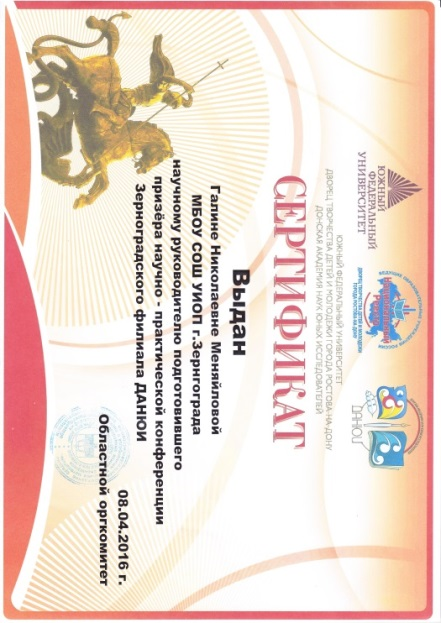 ЮЖНЫЙ
ФЕДЕРАЛЬНЫЙ
УНИВЕРСИТЕТ
ДАНЮИ
ЮЖНЫЙ ФЕДЕРАЛЬНЫЙ УНИВЕРСИТЕТ
ДВОРЕЦ ТВОРЧЕСТВА ДЕТЕЙ И МОЛОДЕЖИ ГОРОДА РОСТОВА-НА-ДОНУ
ДОНСКАЯ АКАДЕМИЯ НАУК ЮНЫХ ИССЛЕДОВАТЕЛЕЙ
СЕРТИФИКАТ
Выдан
Галине Николаевне Меняйловой
МБОУ СОШ УИОП г.Зернограда
научному руководителю подготовившего
призёра научно - практической конференции
Зерноградского филиала ДАНЮИ
08.04.2016 г.
Областной оргкомитет